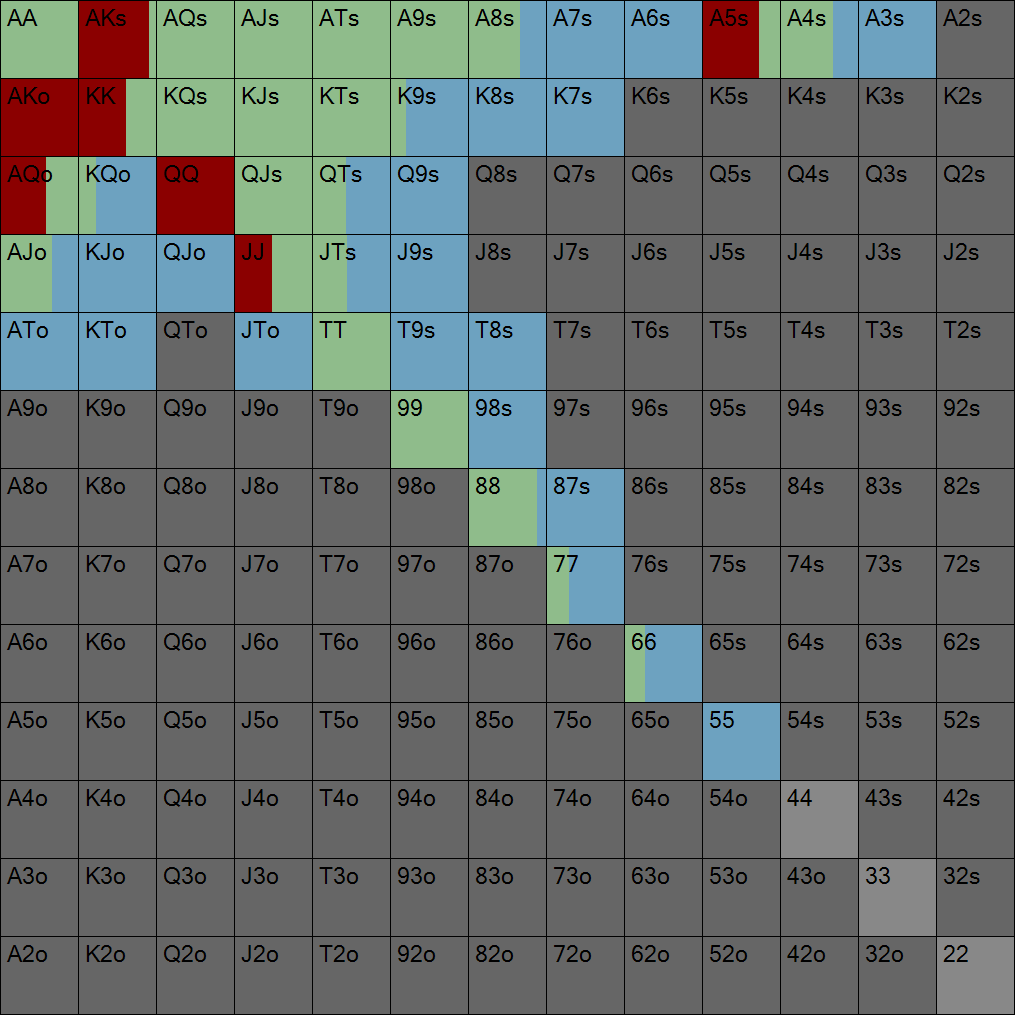 AA AKs AQs AJs ATs A9s A8s A7s A6s A5s A4s A3s A2s
AKo KK KQs KJs KTs K9s K8s K7s K6s K5s K4s K3s K2s
AQo KQo QQ QJs QTs Q9s Q8s Q7s Q6s Q5s Q4s Q3s Q2s
AJo KJo QJo JJ JTs J9s J8s J7s J6s J5s J4s J3s J2s
ATo KTo QTo JTo TT T9s T8s T7s T6s T5s T4s T3s T2s
A9o K9o Q9o J9o T9o 99 98s 97s 96s 95s 94s 93s 92s
A8o K8o Q8o J8o T8o 98o 88 87s 86s 85s 84s 83s 82s
A7o K7o Q7o J7o T7o 97o 87o 77 76s 75s 74s 73s 72s
A6o K6o Q6o J6o T6o 96o 86o 76o 66 65s 64s 63s 62s
A5o K5o Q5o J5o T5o 95o 85o 75o 65o 55 54s 53s 52s
A4o K4o Q4o J4o T4o 94o 84o 74o 64o 54o 44 43s 42s
A3o K3o Q3o J3o T3o 93o 83o 73o 63o 53o 43o 33 32s
A2o K2o Q2o J2o T2o 92o 82o 72o 62o 52o 42o 32o 22